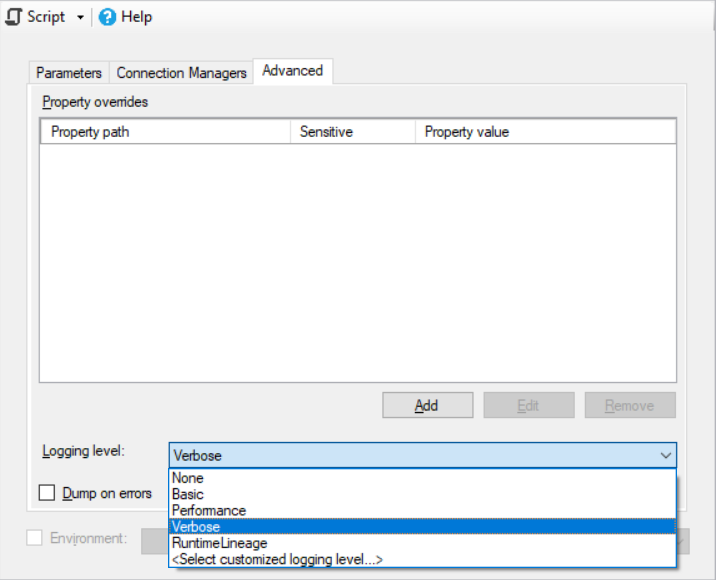 Script Help
Parameters Connection Managers Advanced
Property overrides
Property path Sensitive Property value
Add Edit Remove
Logging level: Verbose
None
Basic
Performance
Verbose
RuntimeLineage
<Select customized logging level...>
Dump on errors
Environment: